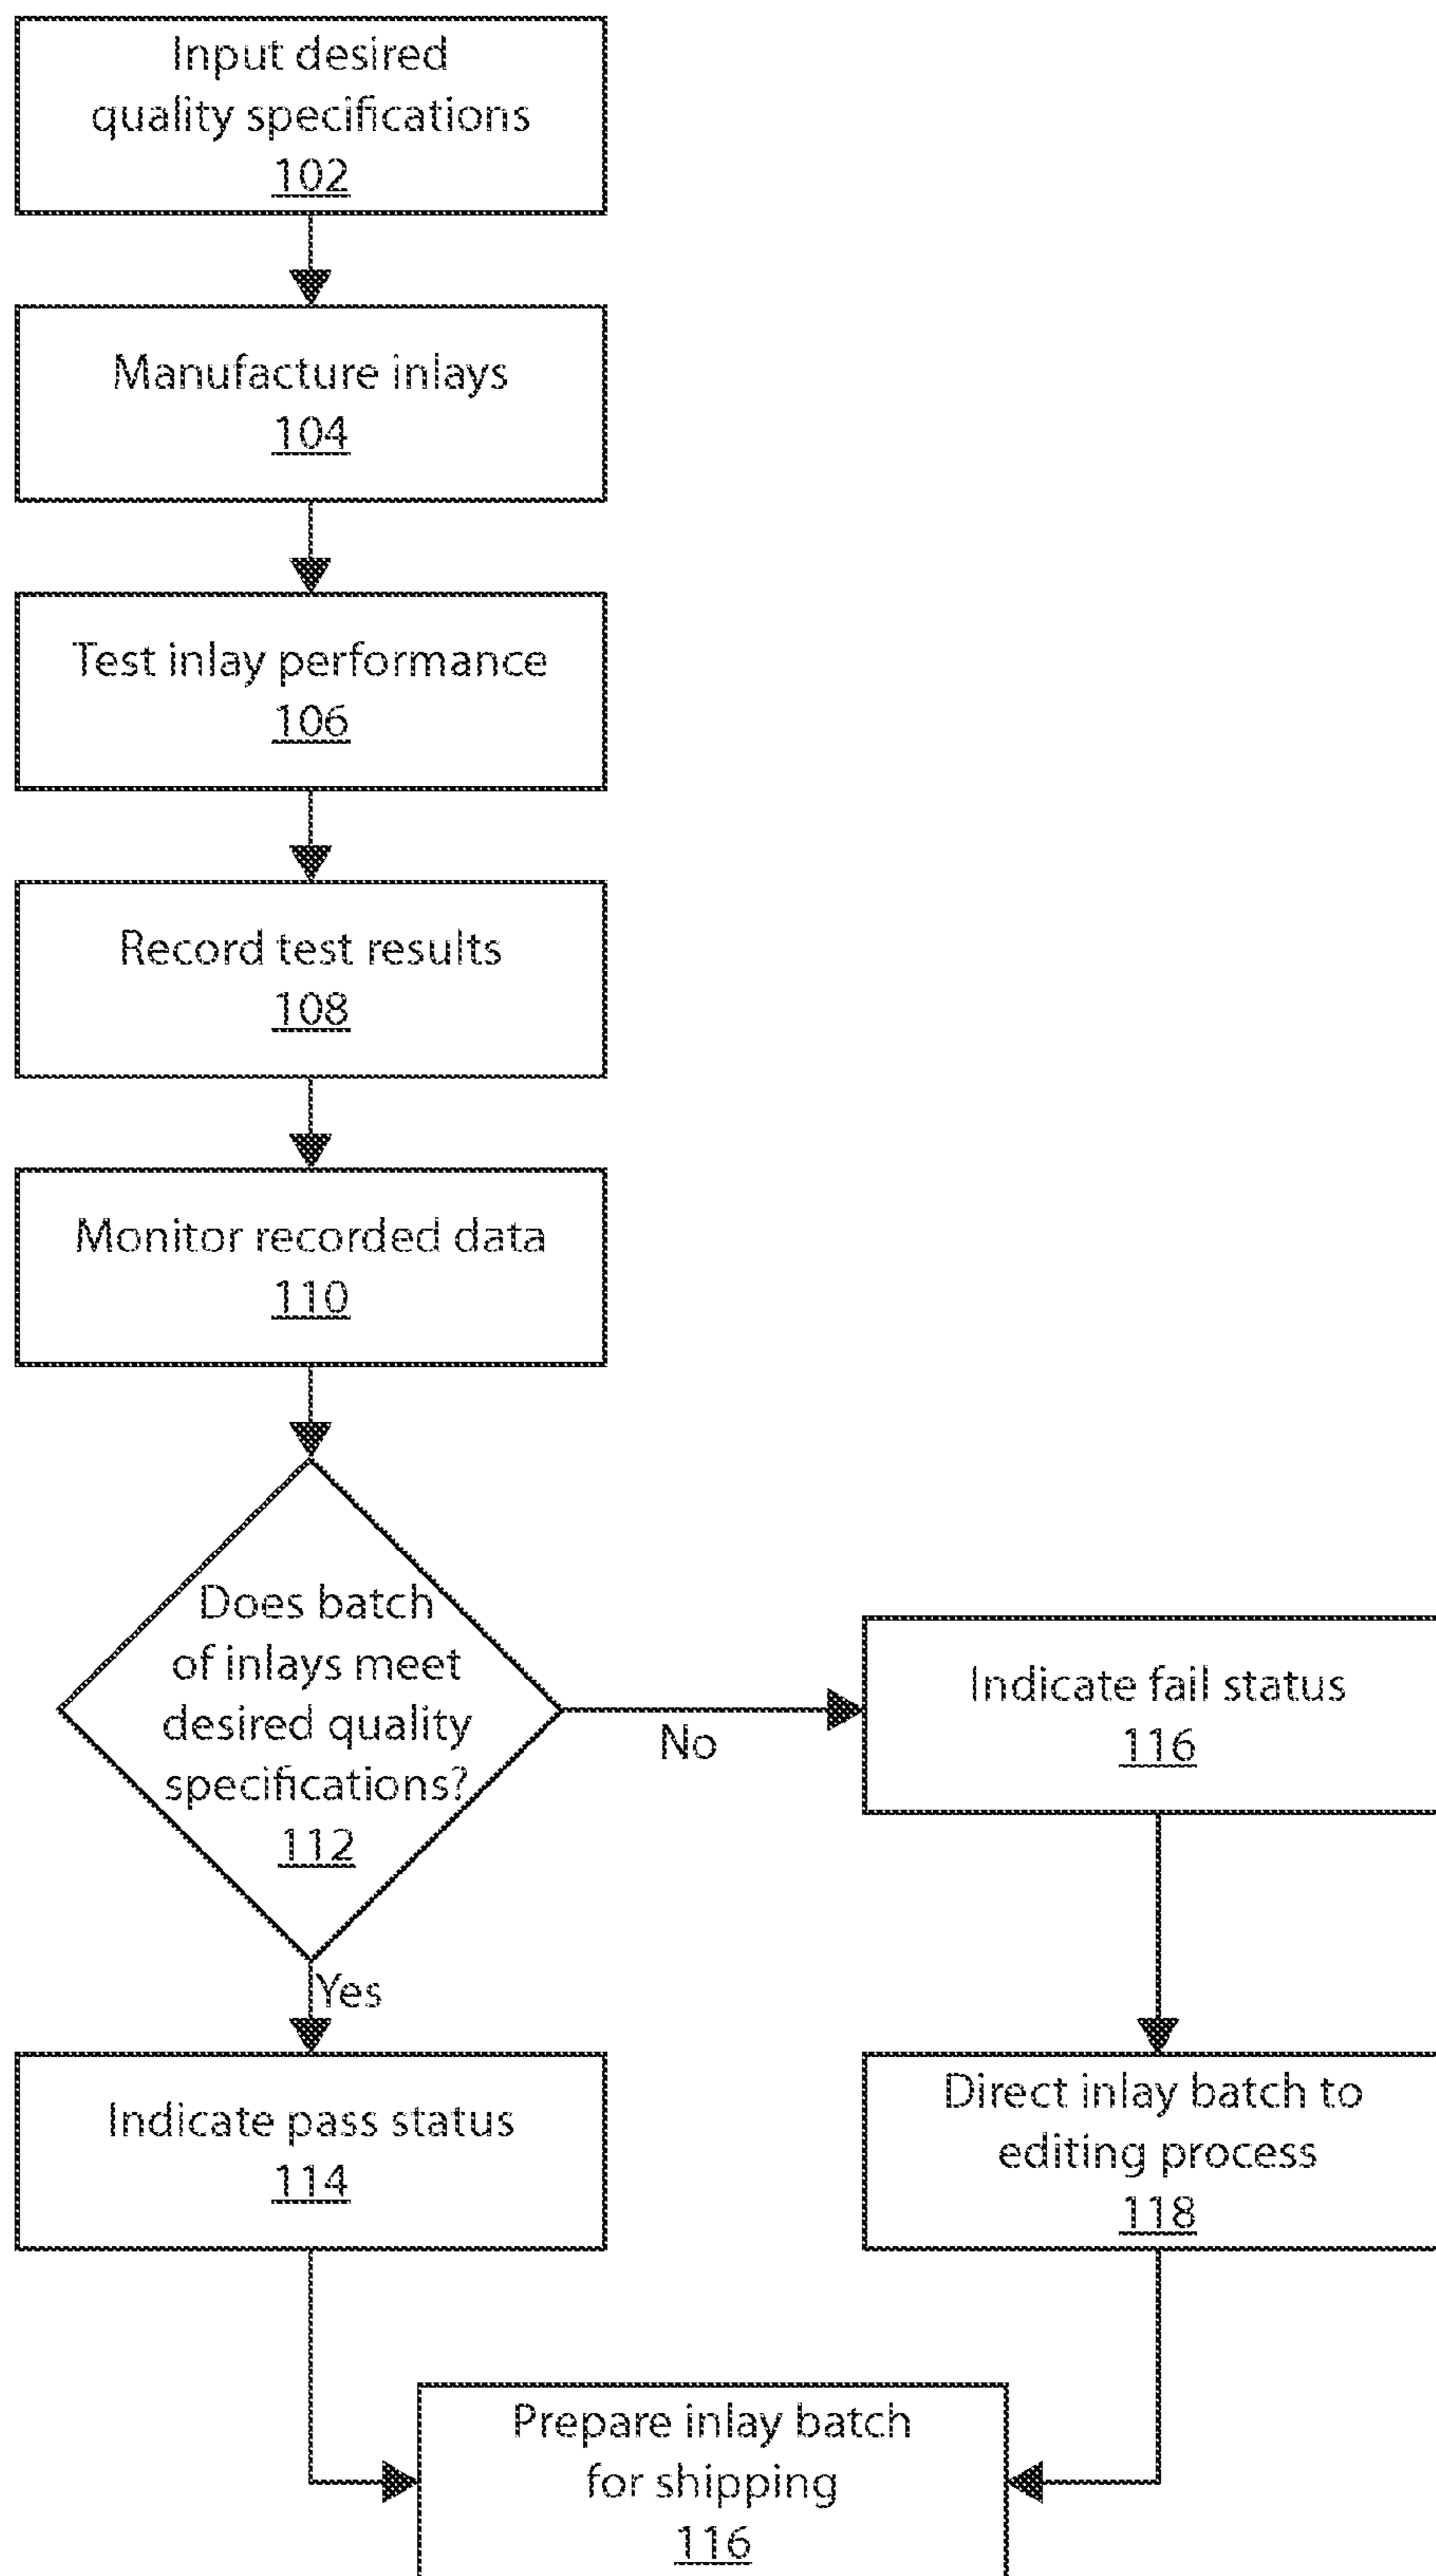 Input desired
quality specifications
102
Manufacture inlays
104
Test inlay performance
106
Record test results
108
Monitor recorded data
110
Does batch
of inlays meet
desired quality
specifications?
112
No
Indicate fail status
116
Yes
Indicate pass status
114
Direct inlay batch to
editing process
118
Prepare inlay batch
for shipping
116